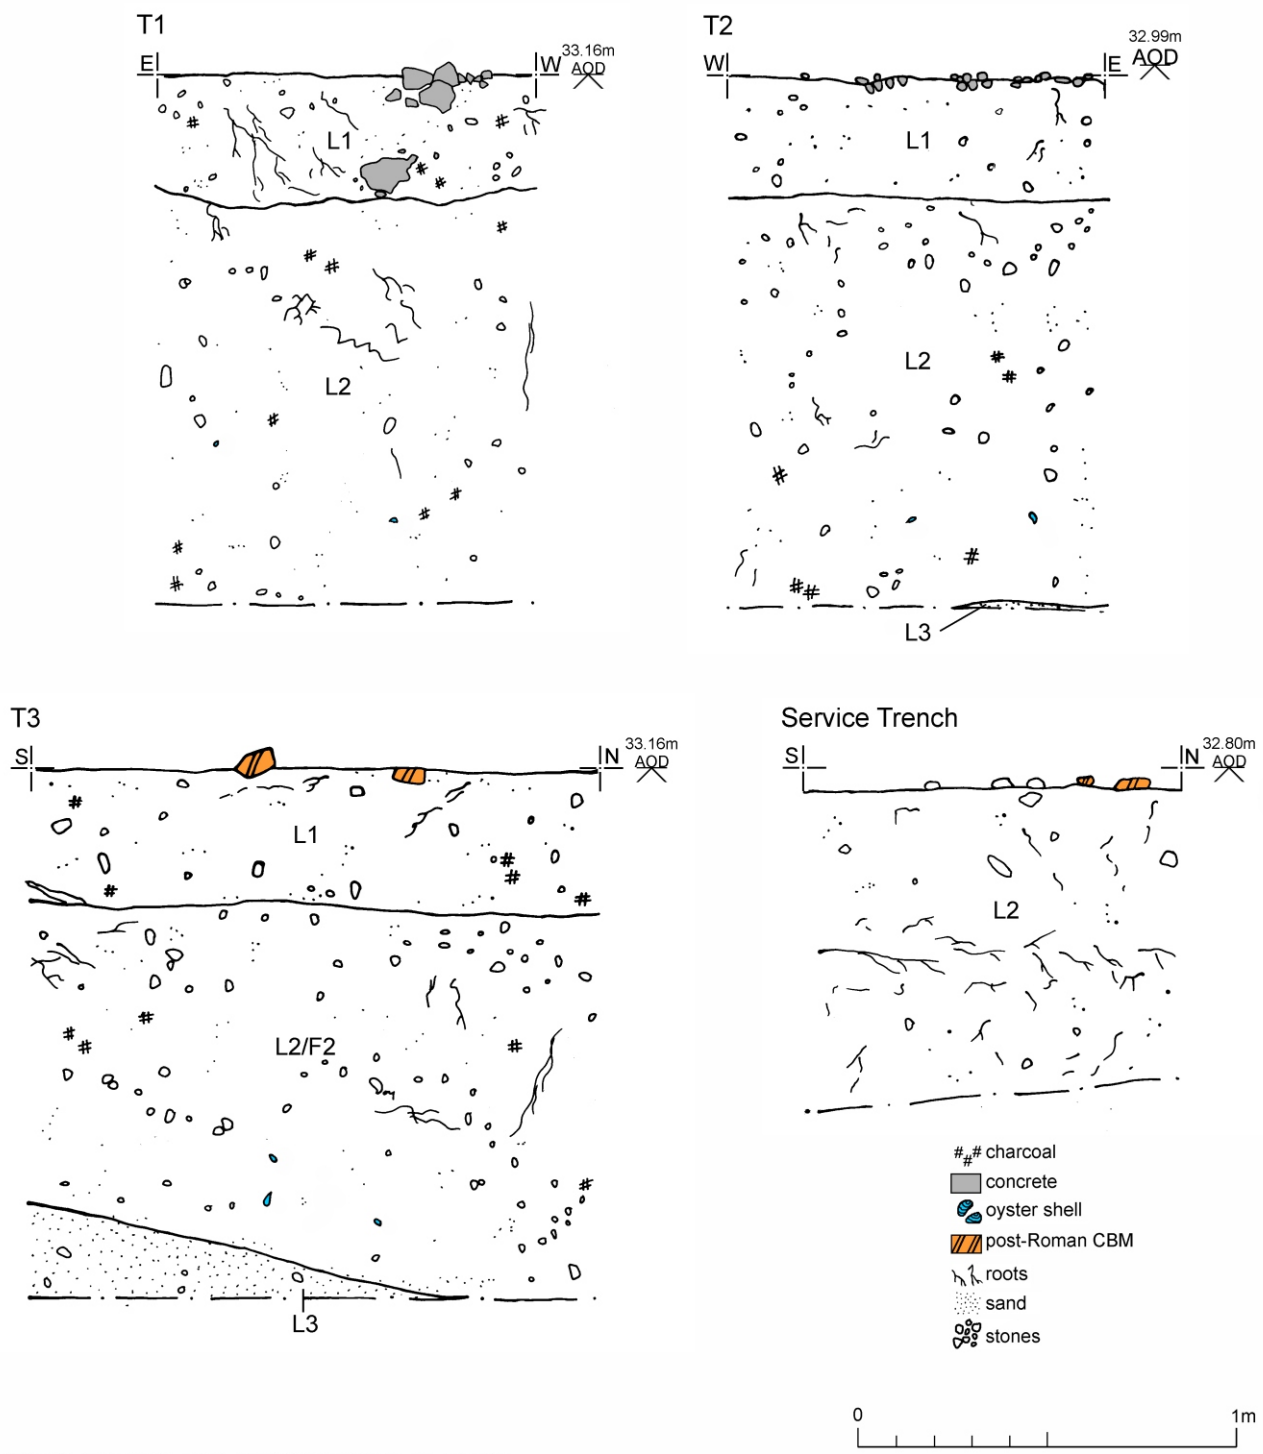 T1
E
W
33.16m
AOD
L1
L2
T2
W
E
32.99m
AOD
L1
L2
L3
T3
S
N
33.16m
AOD
L1
L2/F2
L3
Service Trench
S
N
32.80m
AOD
L2
charcoal
concrete
oyster shell
post-Roman CBM
roots
sand
stones
0 1m